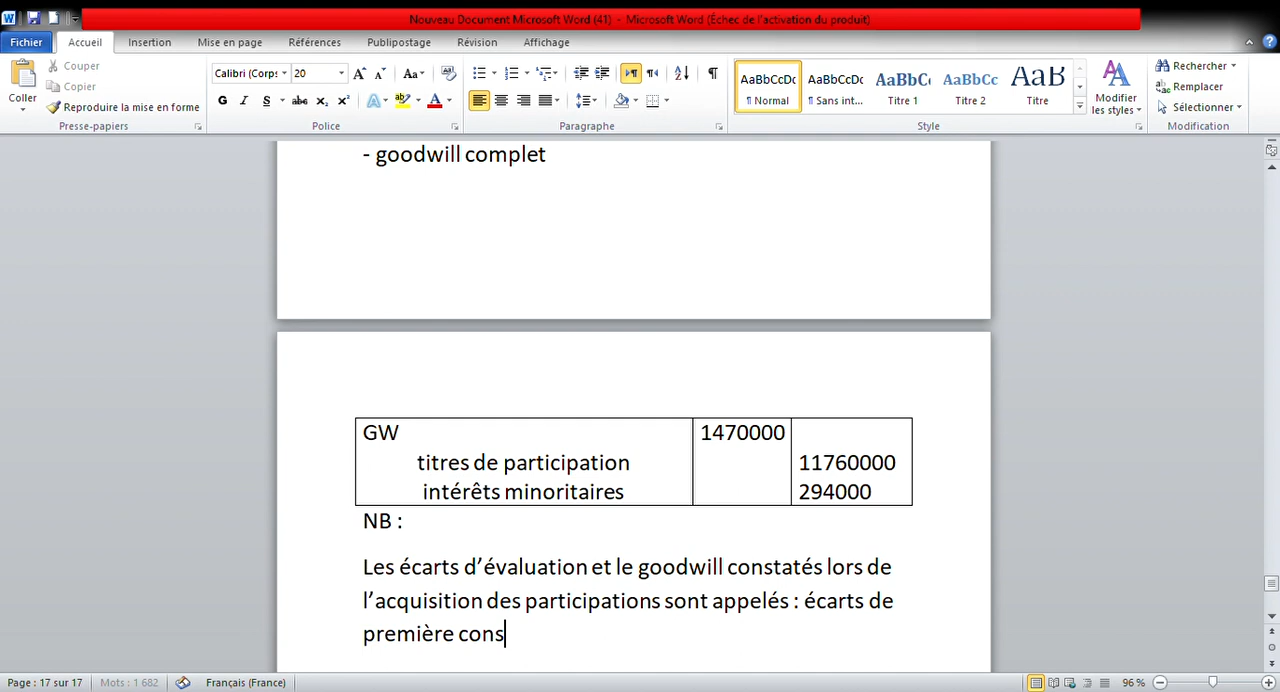 Nouveau Document Microsoft Word (41) - Microsoft Word (Échec de l'activation du produit)
Fichier Accueil Insertion Mise en page Références Publipostage Révision Affichage
Coller
Couper
Copier
Reproduire la mise en forme
Presse-papiers
Calibri (Corps 20
G I S abc x₂ x²
Police
Paragraphe
AaBbCcDc AaBbCcDc AaBbC AaBbCc AaB
¶ Normal ¶ Sans int... Titre 1 Titre 2 Titre
Modifier
les styles
Style
Rechercher
Remplacer
Sélectionner
Modification
- goodwill complet
GW 1470000
titres de participation 11760000
intérêts minoritaires 294000
NB :
Les écarts d’évaluation et le goodwill constatés lors de
l’acquisition des participations sont appelés : écarts de
première cons
Page : 17 sur 17 Mots : 1 682 Français (France) 96 %